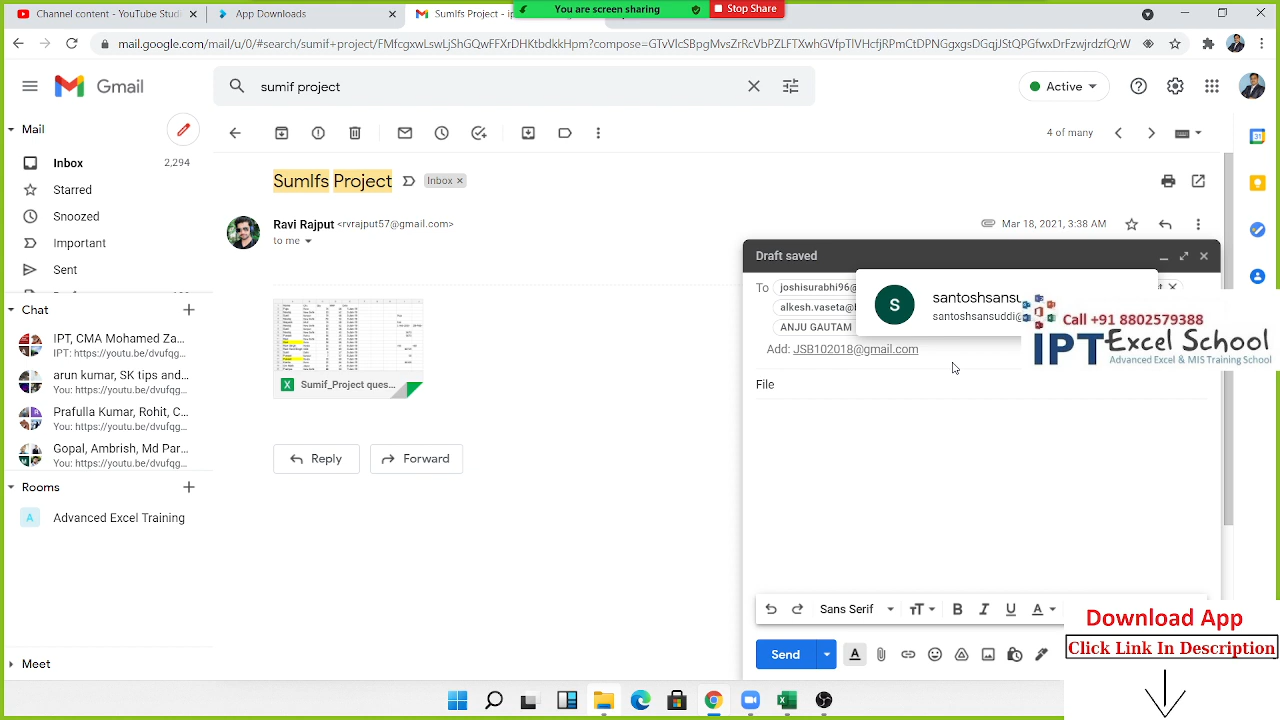 Channel content - YouTube Stud
App Downloads
SumIfs Project - ip
You are screen sharing
Stop Share
mail.google.com/mail/u/0/#search/sumif+project/FMfcgxwLswLjShGQwFFXLDHKtbdkkHpm?compose=GTvVlcSBpgMvsZrRcVbPZLFTXwhGVfpTlVHcfjRPmCtDPNGgxgsDGqjJStQPGfwxDrFzwjrdzfQrW
Gmail
sumif project
Active
Mail
4 of many
Inbox
2,294
SumIfs Project
Inbox
Starred
Snoozed
Ravi Rajput <rvrajput57@gmail.com>
Mar 18, 2021, 3:38 AM
to me
Important
Sent
Draft saved
To
joshisurabhi96@
alkesh.vaseta@
ANJU GAUTAM
S
santoshsansu
santoshsansuddi@
Add: JSB102018@gmail.com
File
Call +91 8802579388
IPT Excel School
Advanced Excel & MIS Training School
Chat
IPT, CMA Mohamed Za...
IPT: https://youtu.be/dvufqg...
arun kumar, SK tips and...
You: https://youtu.be/dvufqg...
Prafulla Kumar, Rohit, C...
You: https://youtu.be/dvufqg...
Gopal, Ambrish, Md Par...
You: https://youtu.be/dvufqg...
Sumif_Project ques...
Reply
Forward
Rooms
A
Advanced Excel Training
Sans Serif
Send
Meet
Download App
Click Link In Description